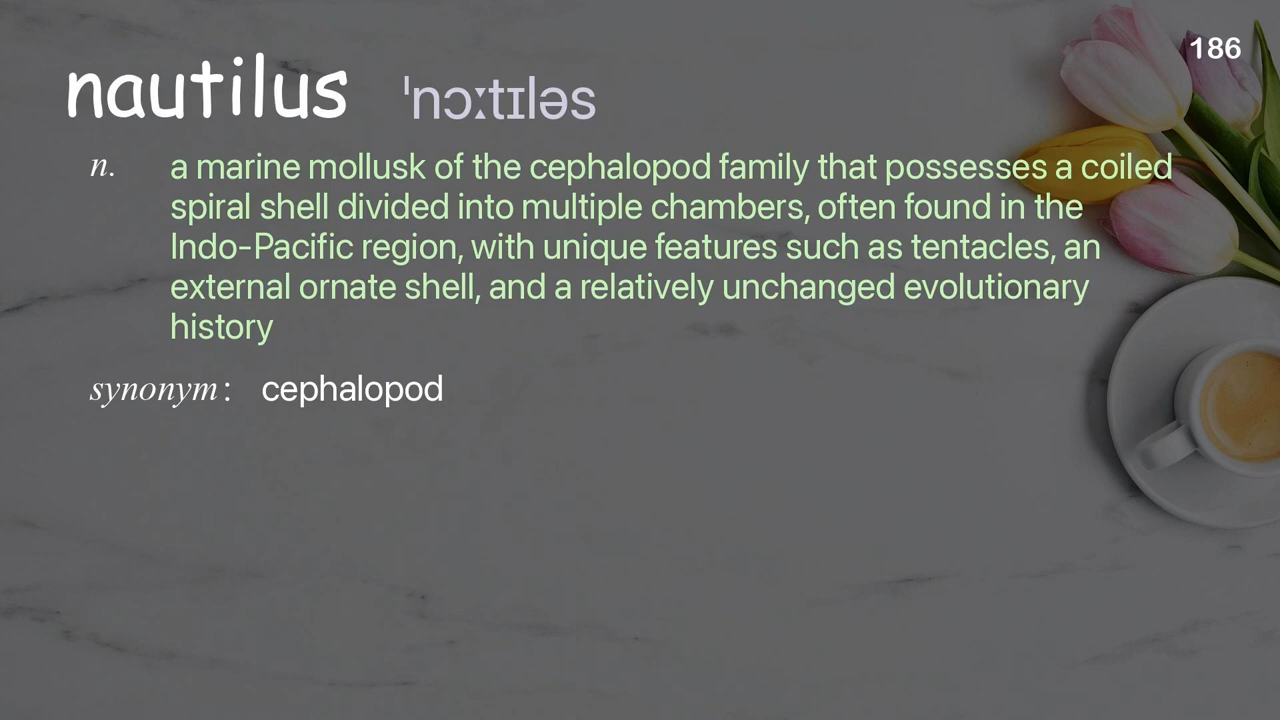 186
nautilus ˈnɔːtɪləs
n. a marine mollusk of the cephalopod family that possesses a coiled
spiral shell divided into multiple chambers, often found in the
Indo-Pacific region, with unique features such as tentacles, an
external ornate shell, and a relatively unchanged evolutionary
history
synonym: cephalopod